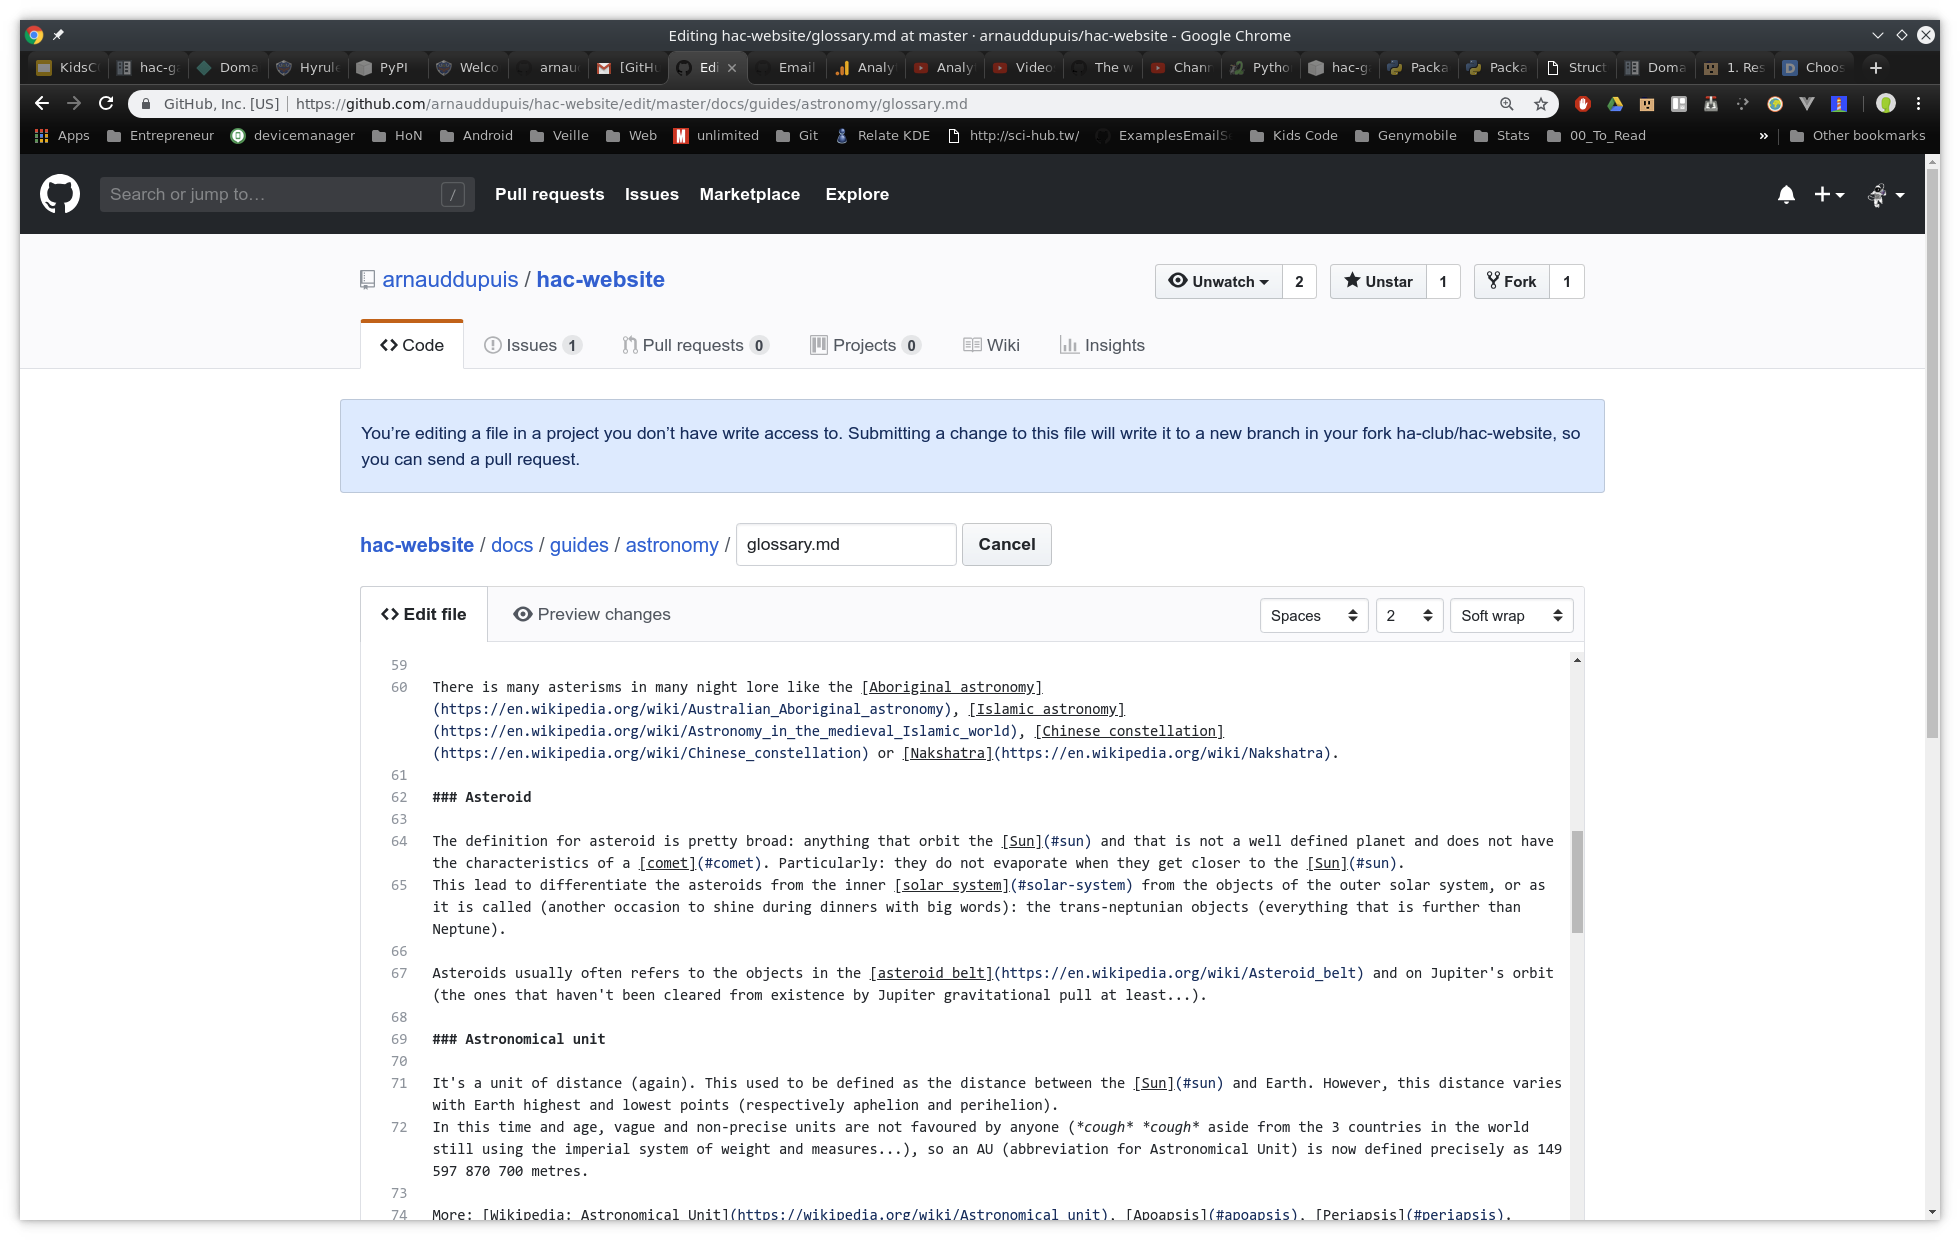 Editing hac-website/glossary.md at master · arnauddupuis/hac-website - Google Chrome
KidsC hac-g Doma Hyrul PyPI Welco arnau [GitHu Edi Email Analy Analy Video The w Chann Pytho hac-g Packa Packa Struct Doma 1. Res Choos
GitHub, Inc. [US] https://github.com/arnauddupuis/hac-website/edit/master/docs/guides/astronomy/glossary.md
Apps Entrepreneur devicemanager HoN Android Veille Web unlimited Git Relate KDE http://sci-hub.tw/ ExamplesEmailS Kids Code Genymobile Stats 00_To_Read » Other bookmarks
Search or jump to… / Pull requests Issues Marketplace Explore
arnauddupuis / hac-website Unwatch 2 Unstar 1 Fork 1
Code Issues 1 Pull requests 0 Projects 0 Wiki Insights
You’re editing a file in a project you don’t have write access to. Submitting a change to this file will write it to a new branch in your fork ha-club/hac-website, so
you can send a pull request.
hac-website / docs / guides / astronomy / glossary.md Cancel
Edit file Preview changes Spaces 2 Soft wrap
59
60 There is many asterisms in many night lore like the [Aboriginal astronomy]
(https://en.wikipedia.org/wiki/Australian_Aboriginal_astronomy), [Islamic astronomy]
(https://en.wikipedia.org/wiki/Astronomy_in_the_medieval_Islamic_world), [Chinese constellation]
(https://en.wikipedia.org/wiki/Chinese_constellation) or [Nakshatra](https://en.wikipedia.org/wiki/Nakshatra).
61
62 ### Asteroid
63
64 The definition for asteroid is pretty broad: anything that orbit the [Sun](#sun) and that is not a well defined planet and does not have
the characteristics of a [comet](#comet). Particularly: they do not evaporate when they get closer to the [Sun](#sun).
65 This lead to differentiate the asteroids from the inner [solar system](#solar-system) from the objects of the outer solar system, or as
it is called (another occasion to shine during dinners with big words): the trans-neptunian objects (everything that is further than
Neptune).
66
67 Asteroids usually often refers to the objects in the [asteroid belt](https://en.wikipedia.org/wiki/Asteroid_belt) and on Jupiter's orbit
(the ones that haven't been cleared from existence by Jupiter gravitational pull at least...).
68
69 ### Astronomical unit
70
71 It's a unit of distance (again). This used to be defined as the distance between the [Sun](#sun) and Earth. However, this distance varies
with Earth highest and lowest points (respectively aphelion and perihelion).
72 In this time and age, vague and non-precise units are not favoured by anyone (*cough* *cough* aside from the 3 countries in the world
still using the imperial system of weight and measures...), so an AU (abbreviation for Astronomical Unit) is now defined precisely as 149
597 870 700 metres.
73
74 More: [Wikipedia: Astronomical Unit](https://wikipedia.org/wiki/Astronomical_unit), [Apoapsis](#apoapsis), [Periapsis](#periapsis).